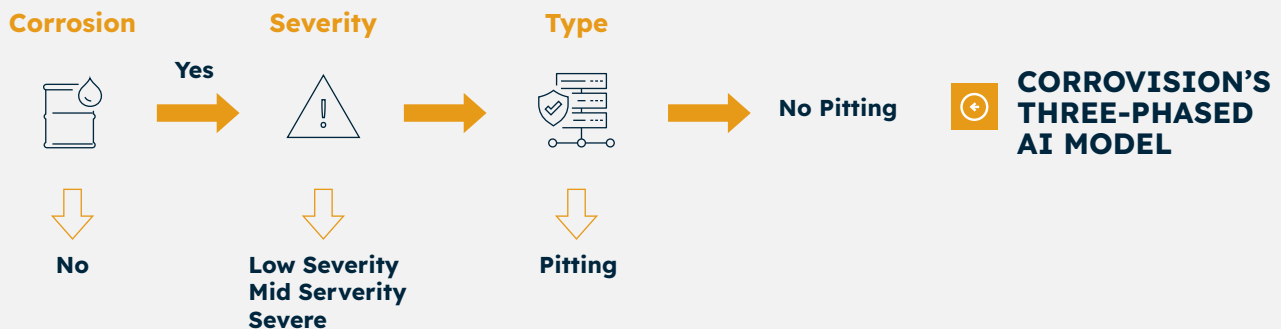 Corrosion
Severity
Type
Yes
No Pitting
CORROVISION'S
THREE-PHASED
AI MODEL
No
Low Severity
Mid Serverity
Severe
Pitting